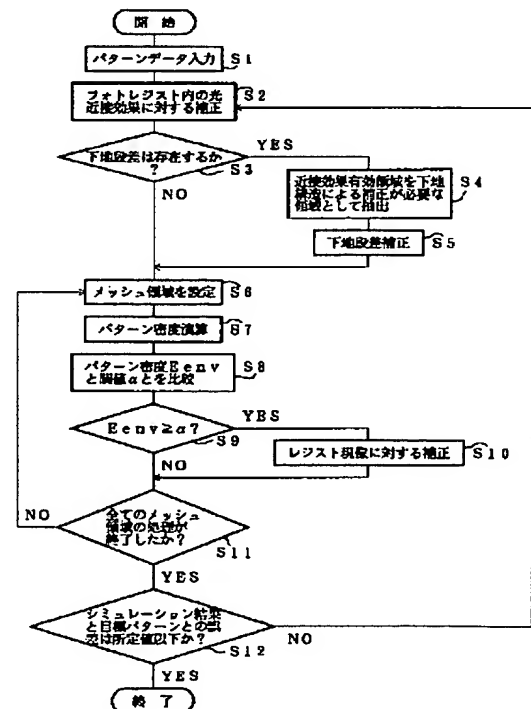 開 始
パターンデータ入力
S1
フォトレジスト内の光
近接効果に対する補正
S2
下地段差は存在するか
?
S3
YES
NO
近接効果有効領域を下地
段差による補正が必要な
領域として抽出
S4
下地段差補正
S5
メッシュ領域を設定
S6
パターン密度演算
S7
パターン密度Eenv
と閾値αとを比較
S8
Eenv≧α?
S9
YES
NO
レジスト現像に対する補正
S10
全てのメッシュ
領域の処理が
終了したか?
S11
NO
YES
シミュレーション結果
と目標パターンとの誤
差は所定値以下か?
S12
NO
YES
終 了